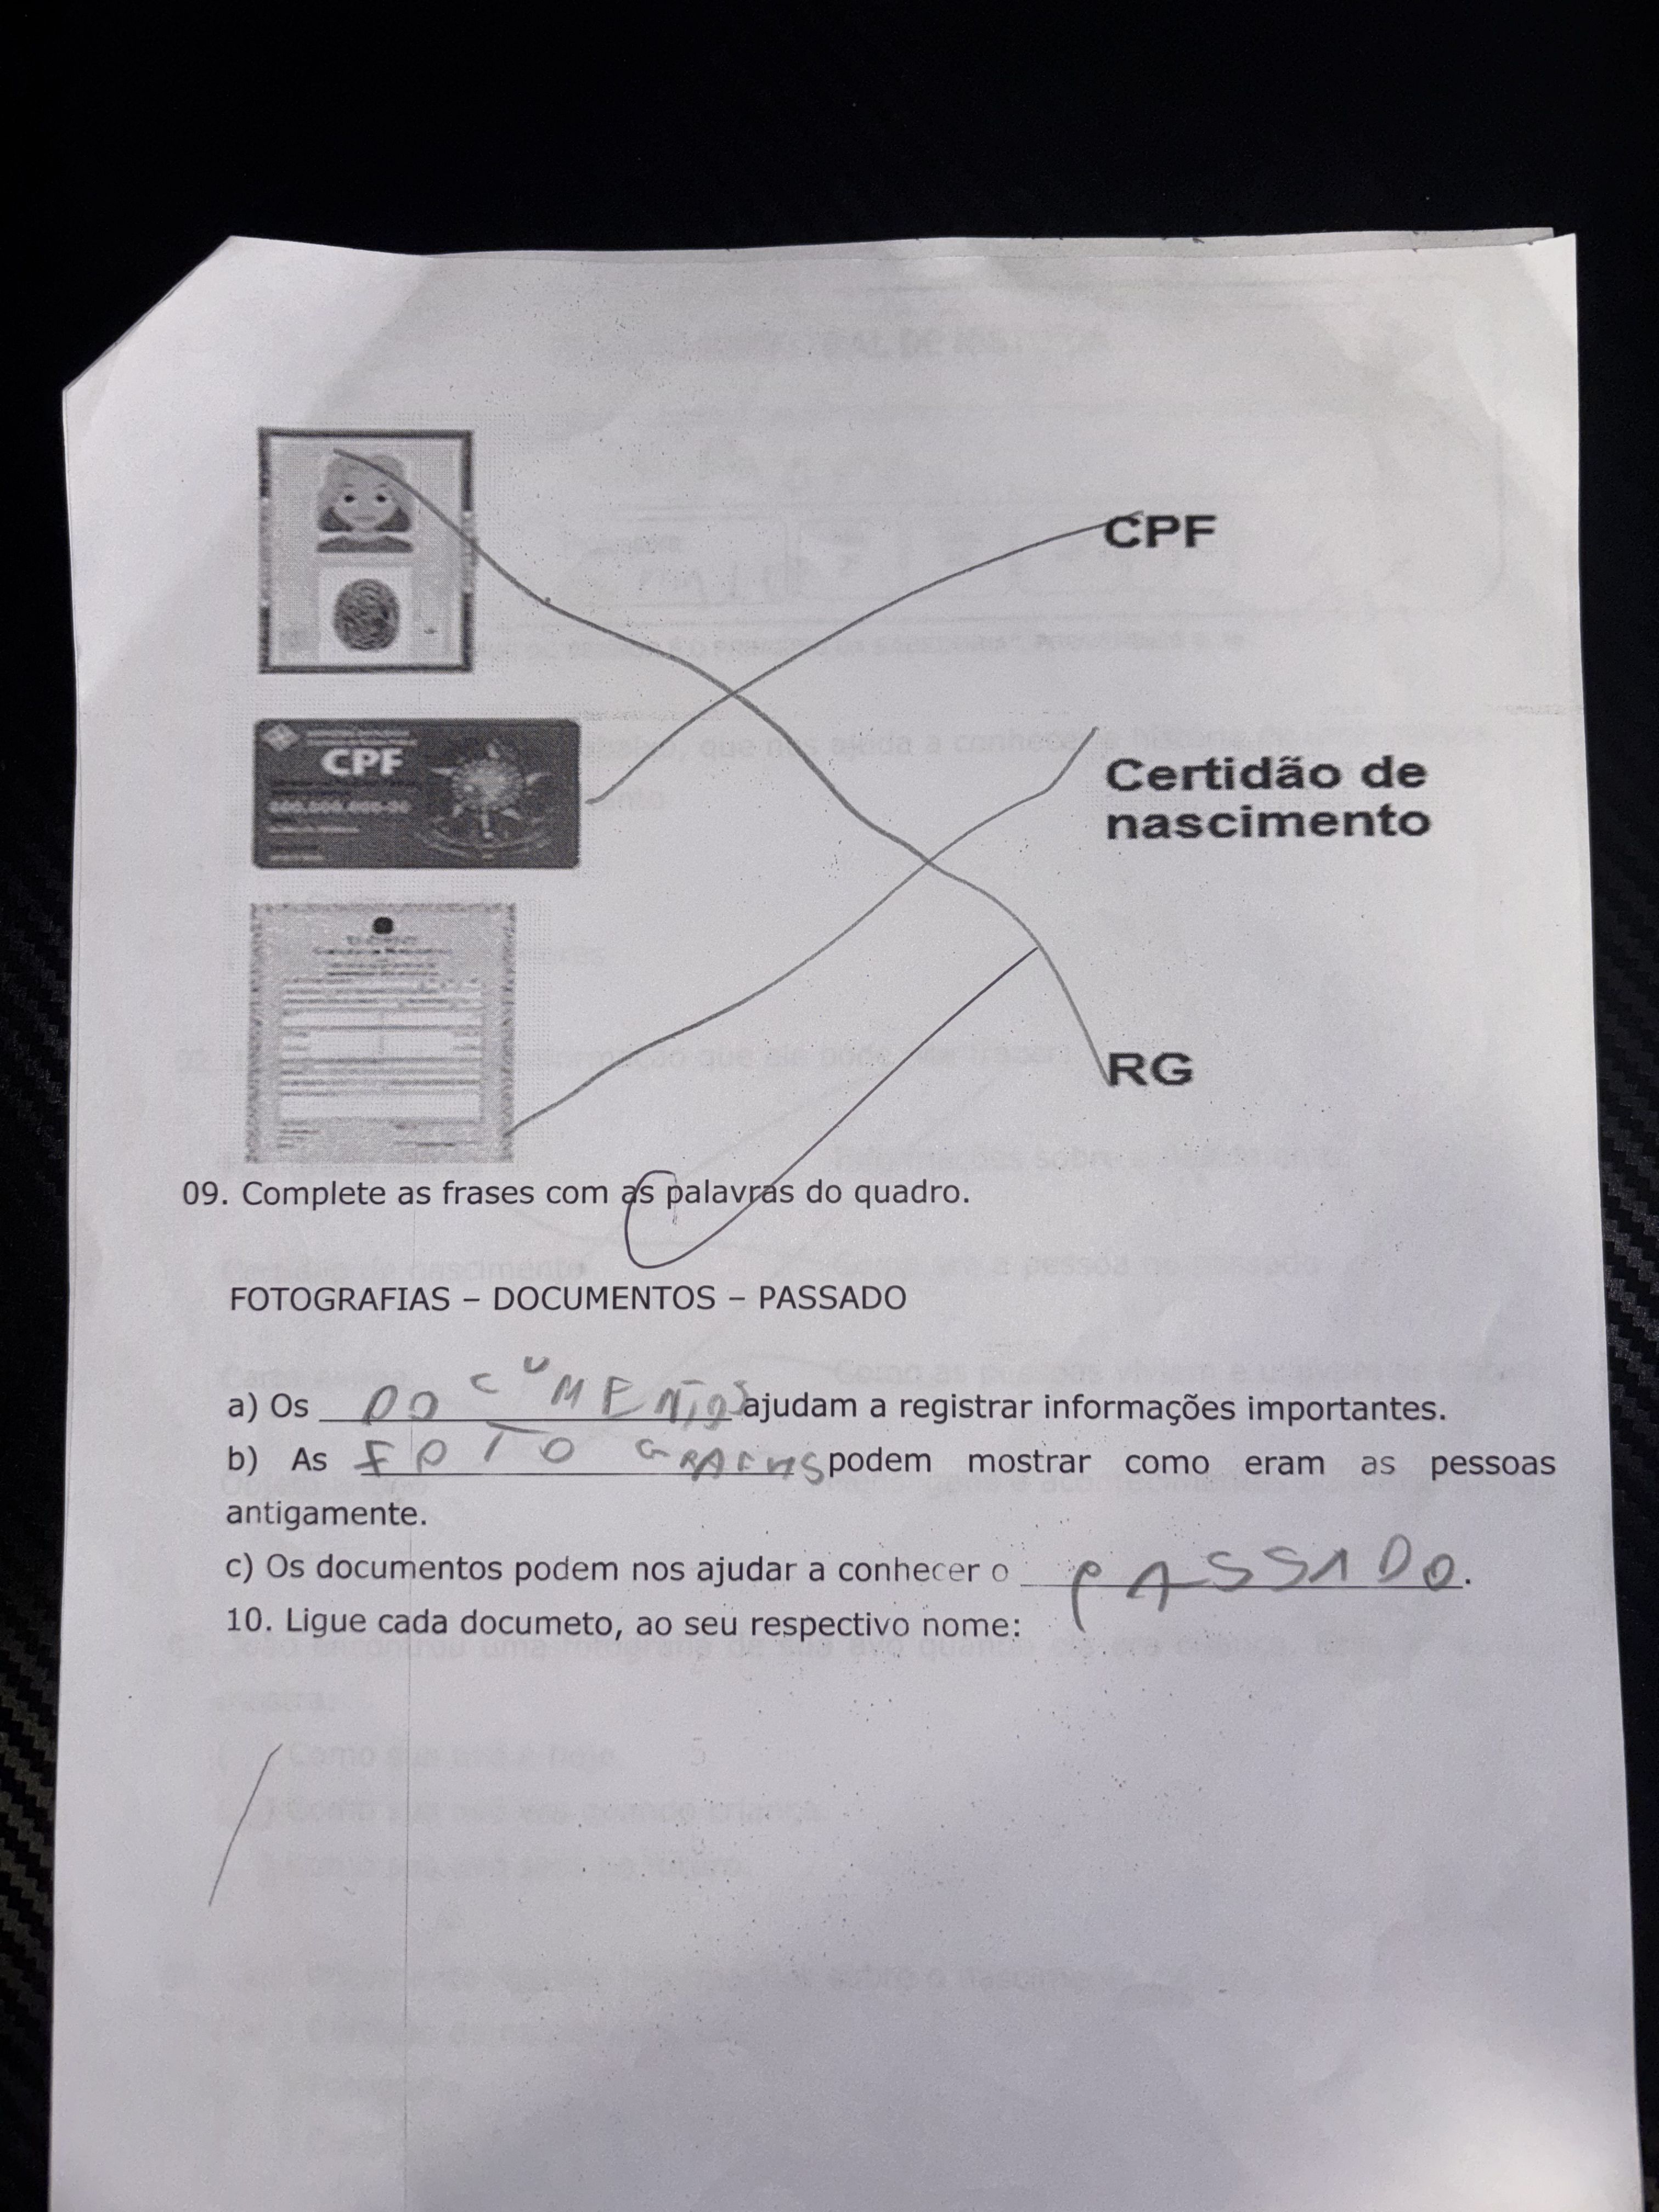 CPF
CPF
Certidão de
nascimento
RG
09. Complete as frases com as palavras do quadro.
FOTOGRAFIAS – DOCUMENTOS – PASSADO
a) Os DOCUMENTOS ajudam a registrar informações importantes.
b) As FOTOGRAFIAS podem mostrar como eram as pessoas
antigamente.
c) Os documentos podem nos ajudar a conhecer o PASSADO.
10. Ligue cada documeto, ao seu respectivo nome: